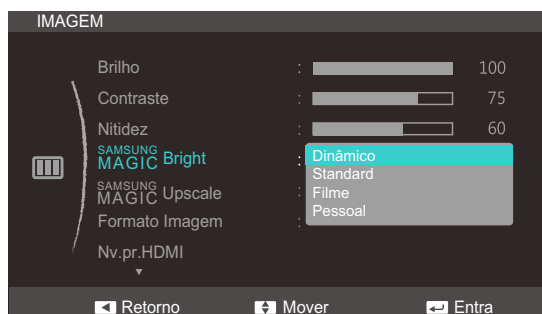 IMAGEM
Brilho : 100
Contraste : 75
Nitidez : 60
SAMSUNG MAGIC Bright : Dinâmico
Standard
SAMSUNG MAGIC Upscale : Filme
Pessoal
Formato Imagem :
Nv.pr.HDMI
Retorno Mover Entra